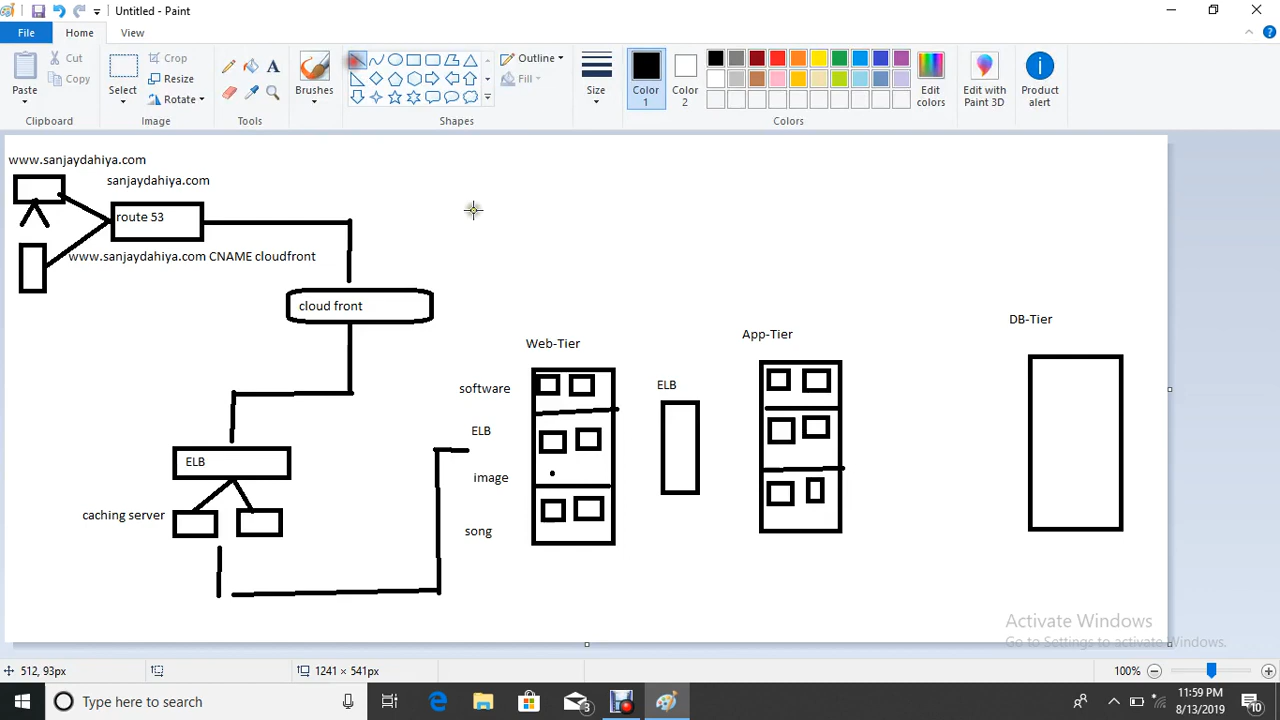 Untitled - Paint
File
Home
View
Paste
Cut
Copy
Clipboard
Select
Crop
Resize
Rotate
Image
A
Tools
Brushes
Outline
Fill
Shapes
Size
Color 1
Color 2
Edit colors
Colors
Edit with Paint 3D
Product alert
www.sanjaydahiya.com
sanjaydahiya.com
route 53
www.sanjaydahiya.com CNAME cloudfront
cloud front
ELB
caching server
Web-Tier
software
ELB
image
song
ELB
App-Tier
DB-Tier
Activate Windows
Go to Settings to activate Windows.
512, 93px
1241 × 541px
100%
Type here to search
3
11:59 PM
8/13/2019
10